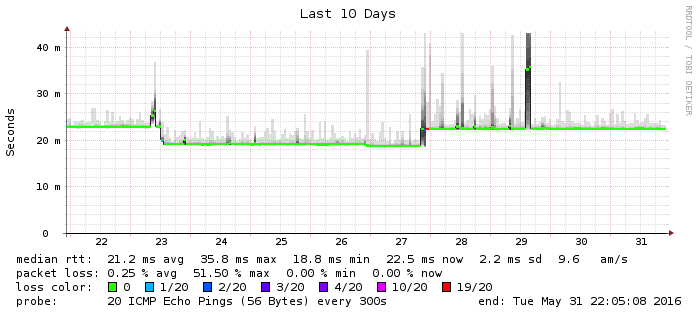 Last 10 Days
RRDTOOL / TOBI OETIKER
Seconds
40 m
30 m
20 m
10 m
0
22 23 24 25 26 27 28 29 30 31
median rtt: 21.2 ms avg 35.8 ms max 18.8 ms min 22.5 ms now 2.2 ms sd 9.6 am/s
packet loss: 0.25 % avg 51.50 % max 0.00 % min 0.00 % now
loss color: 0 1/20 2/20 3/20 4/20 10/20 19/20
probe: 20 ICMP Echo Pings (56 Bytes) every 300s end: Tue May 31 22:05:08 2016